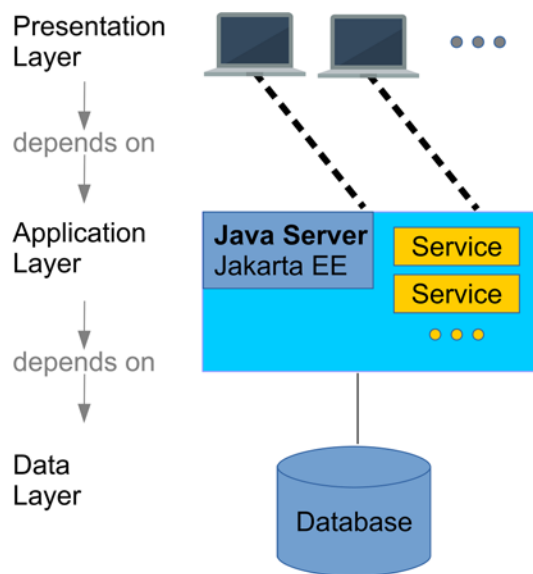 Presentation
Layer
depends on
Application
Layer
Java Server
Jakarta EE
Service
Service
depends on
Data
Layer
Database